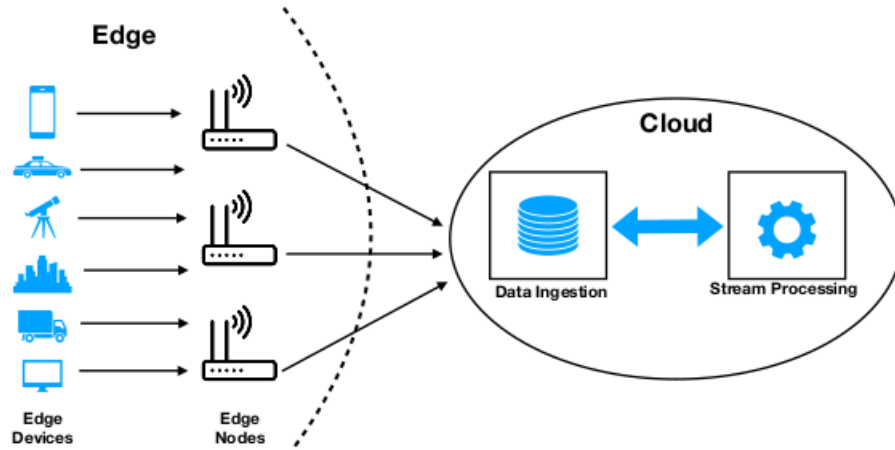 Edge
Cloud
Data Ingestion
Stream Processing
Edge
Devices
Edge
Nodes